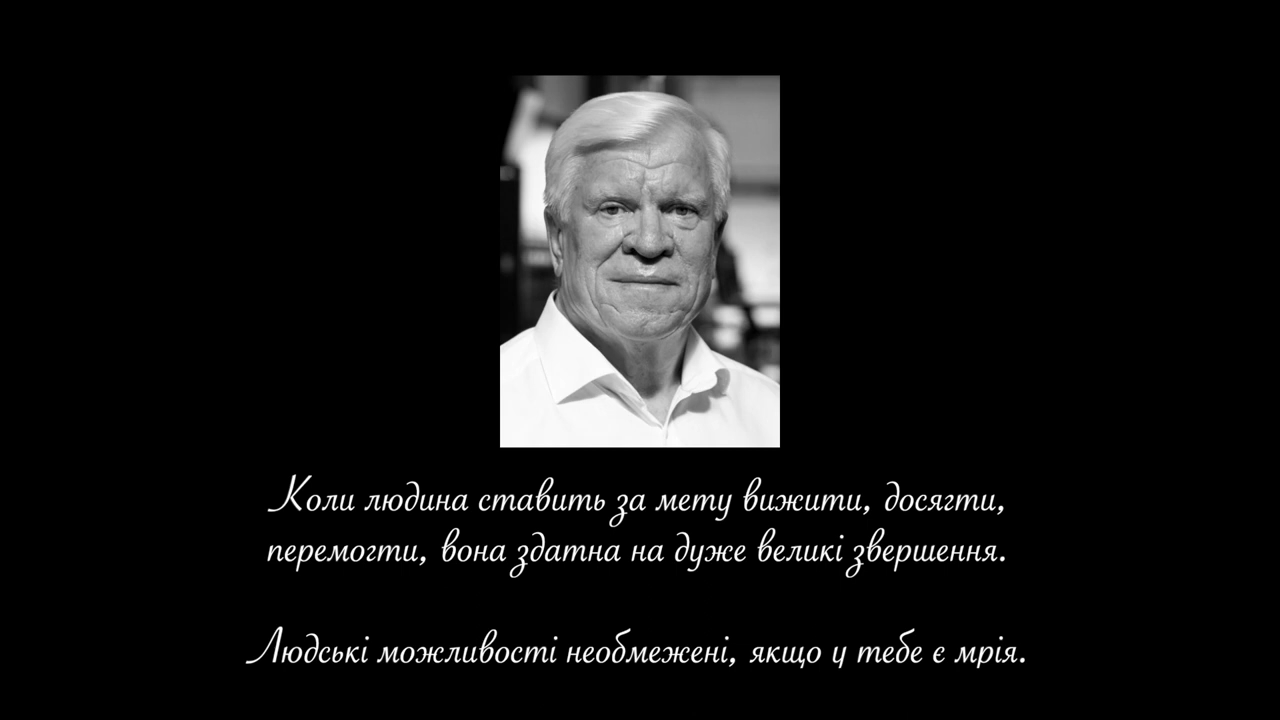 Коли людина ставить за мету вижити, досягти,
перемогти, вона здатна на дуже великі звершення.
Людські можливості необмежені, якщо у тебе є мрія.